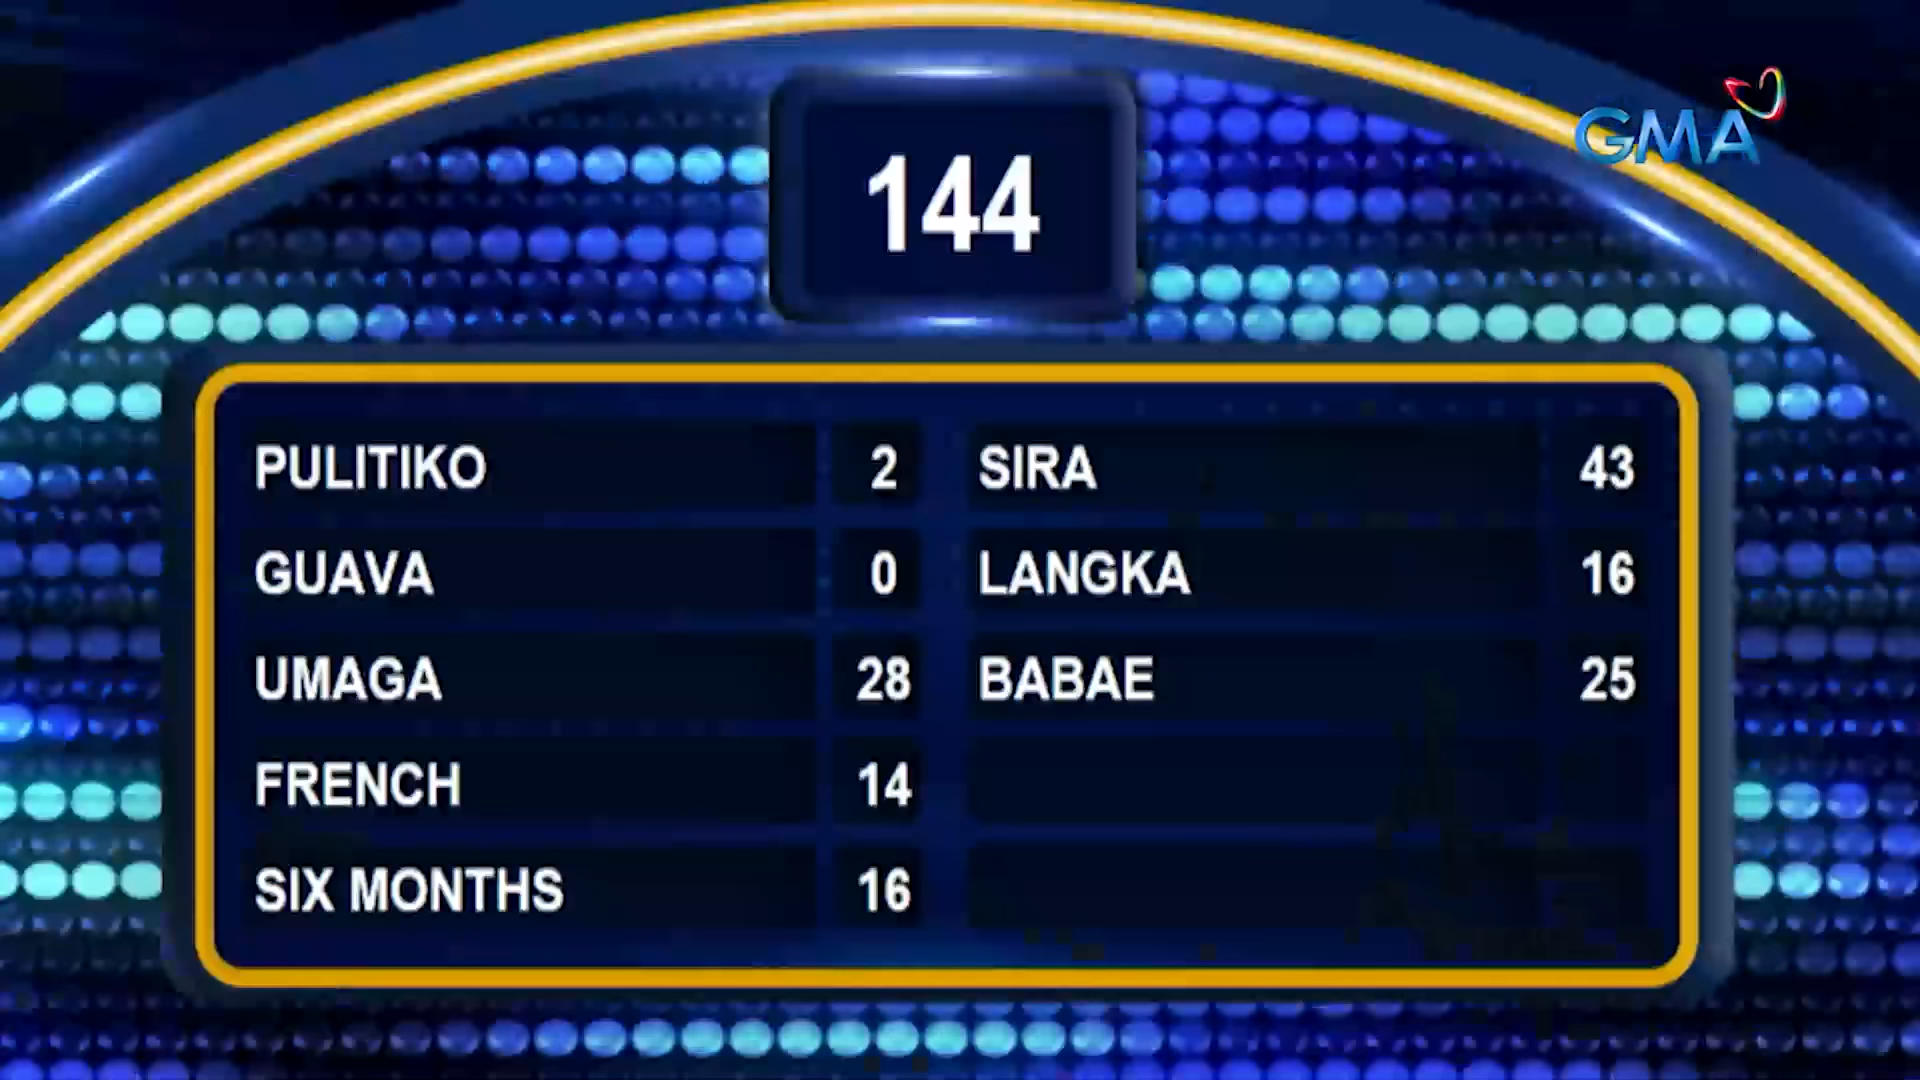 GMA
144
PULITIKO 2 SIRA 43
GUAVA 0 LANGKA 16
UMAGA 28 BABAE 25
FRENCH 14
SIX MONTHS 16